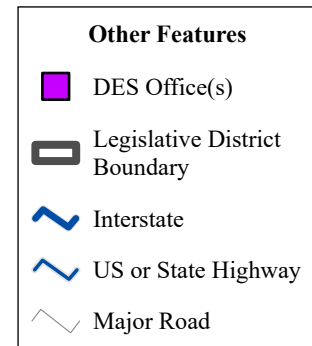 Other Features
DES Office(s)
Legislative District
Boundary
Interstate
US or State Highway
Major Road